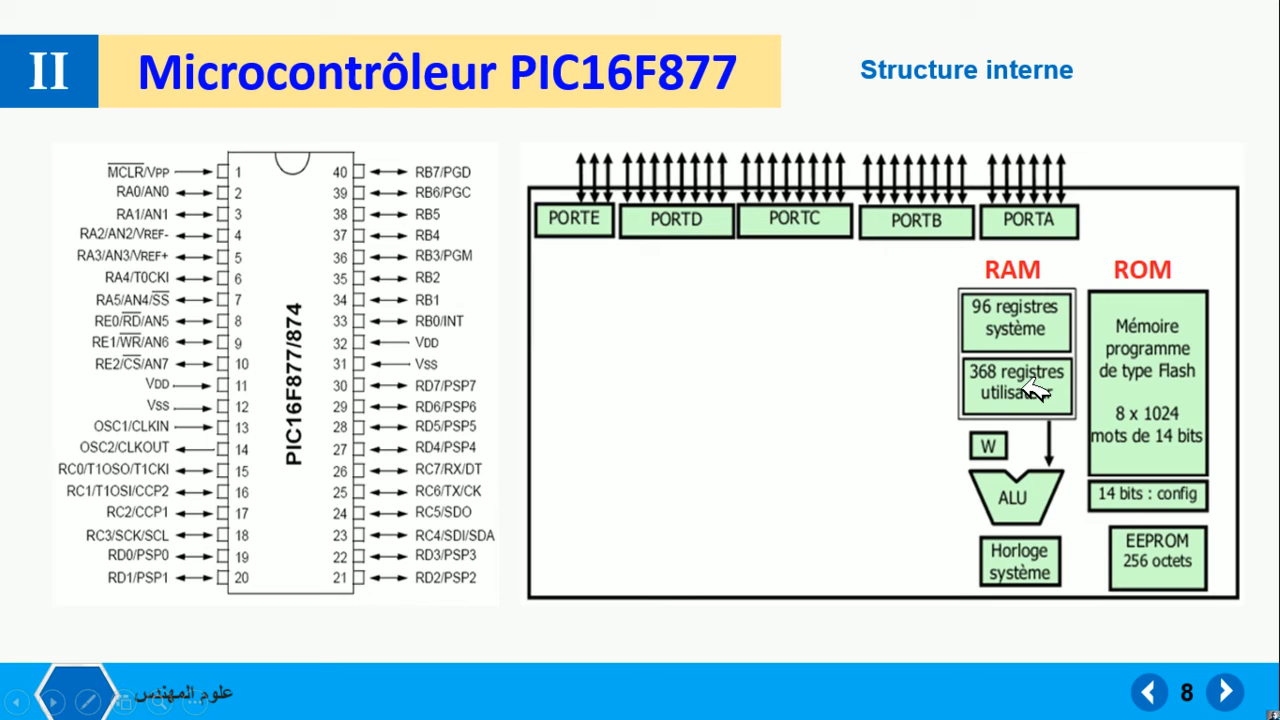 II
Microcontrôleur PIC16F877
Structure interne
MCLR/VPP
RA0/AN0
RA1/AN1
RA2/AN2/VREF-
RA3/AN3/VREF+
RA4/T0CKI
RA5/AN4/SS
RE0/RD/AN5
RE1/WR/AN6
RE2/CS/AN7
VDD
VSS
OSC1/CLKIN
OSC2/CLKOUT
RC0/T1OSO/T1CKI
RC1/T1OSI/CCP2
RC2/CCP1
RC3/SCK/SCL
RD0/PSP0
RD1/PSP1
1
2
3
4
5
6
7
8
9
10
11
12
13
14
15
16
17
18
19
20
PIC16F877/874
40
39
38
37
36
35
34
33
32
31
30
29
28
27
26
25
24
23
22
21
RB7/PGD
RB6/PGC
RB5
RB4
RB3/PGM
RB2
RB1
RB0/INT
VDD
VSS
RD7/PSP7
RD6/PSP6
RD5/PSP5
RD4/PSP4
RC7/RX/DT
RC6/TX/CK
RC5/SDO
RC4/SDI/SDA
RD3/PSP3
RD2/PSP2
PORTE
PORTD
PORTC
PORTB
PORTA
RAM
96 registres
système
368 registres
utilisateur
W
ALU
Horloge
système
ROM
Mémoire
programme
de type Flash
8 x 1024
mots de 14 bits
14 bits : config
EEPROM
256 octets
علوم المهندس
8